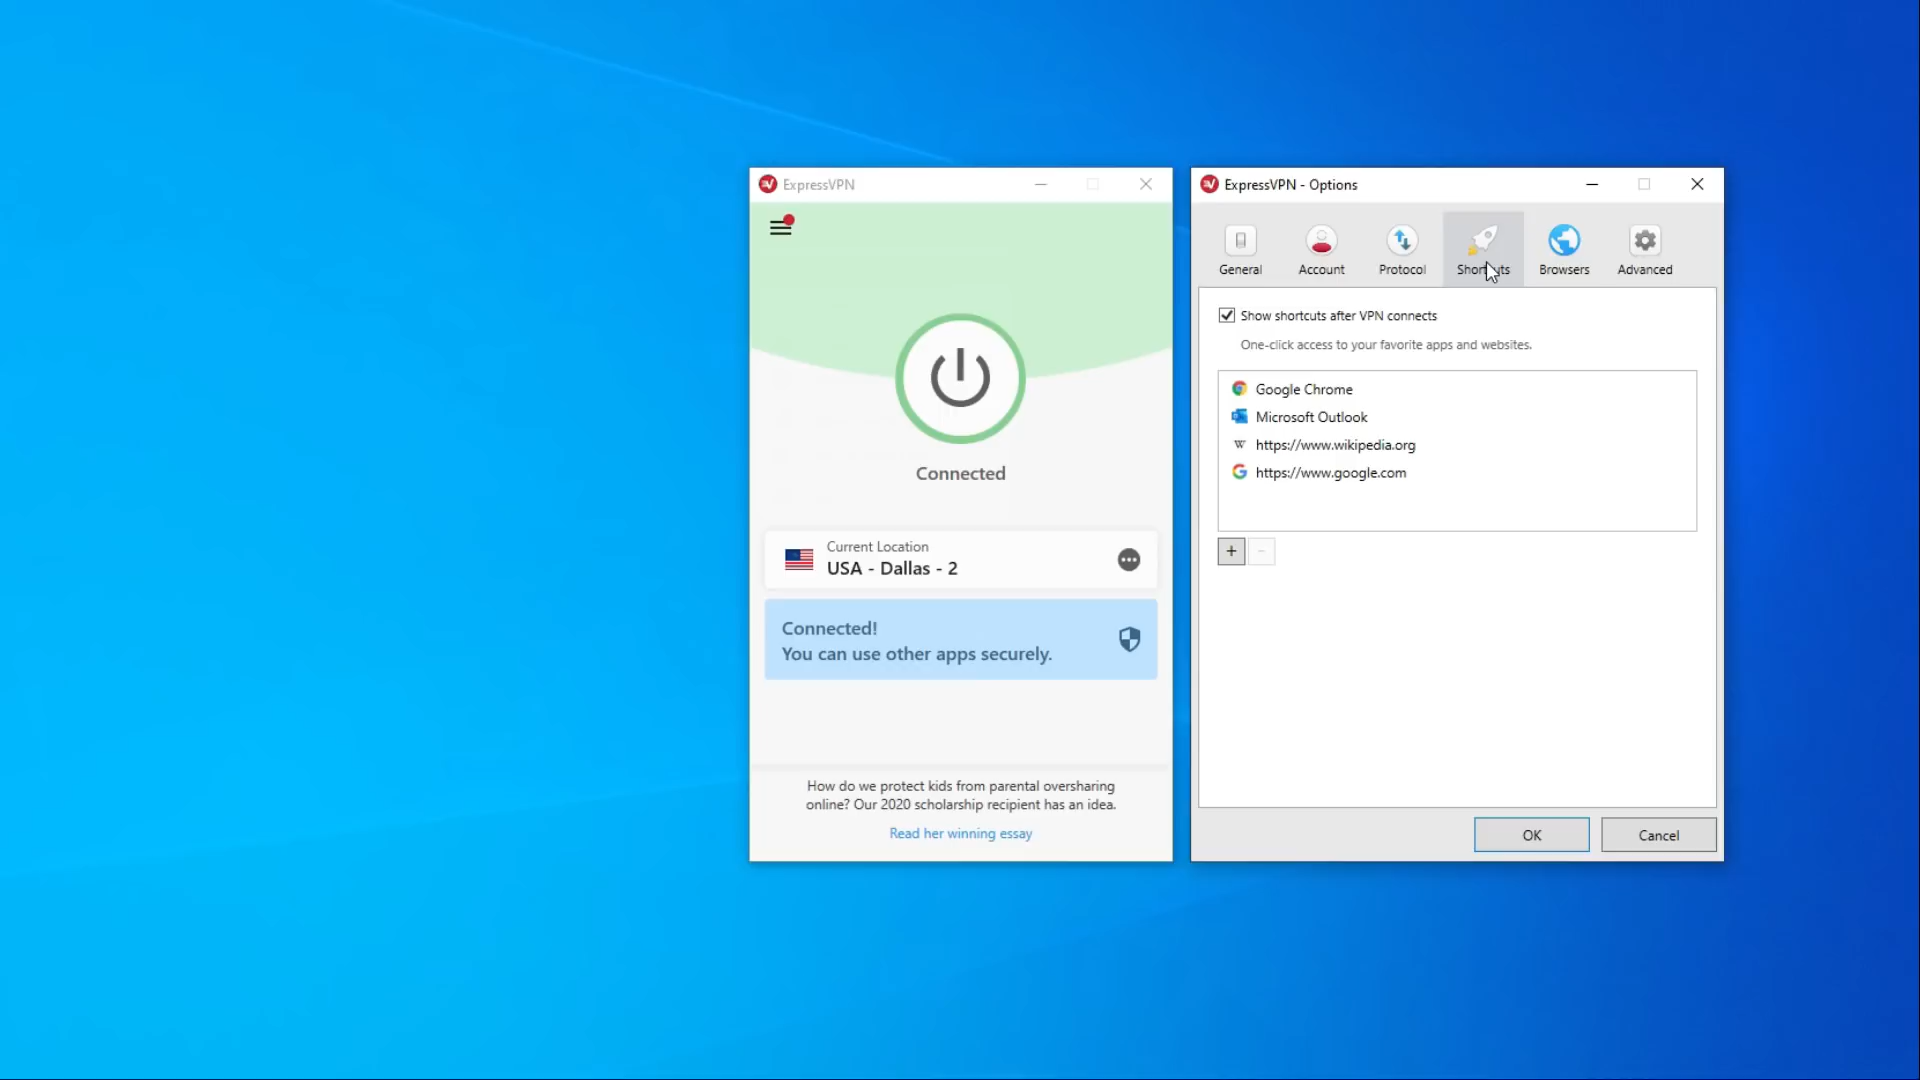 ExpressVPN
Connected
Current Location
USA - Dallas - 2
Connected!
You can use other apps securely.
How do we protect kids from parental oversharing
online? Our 2020 scholarship recipient has an idea.
Read her winning essay
ExpressVPN - Options
General Account Protocol Shortcuts Browsers Advanced
Show shortcuts after VPN connects
One-click access to your favorite apps and websites.
Google Chrome
Microsoft Outlook
https://www.wikipedia.org
https://www.google.com
OK Cancel